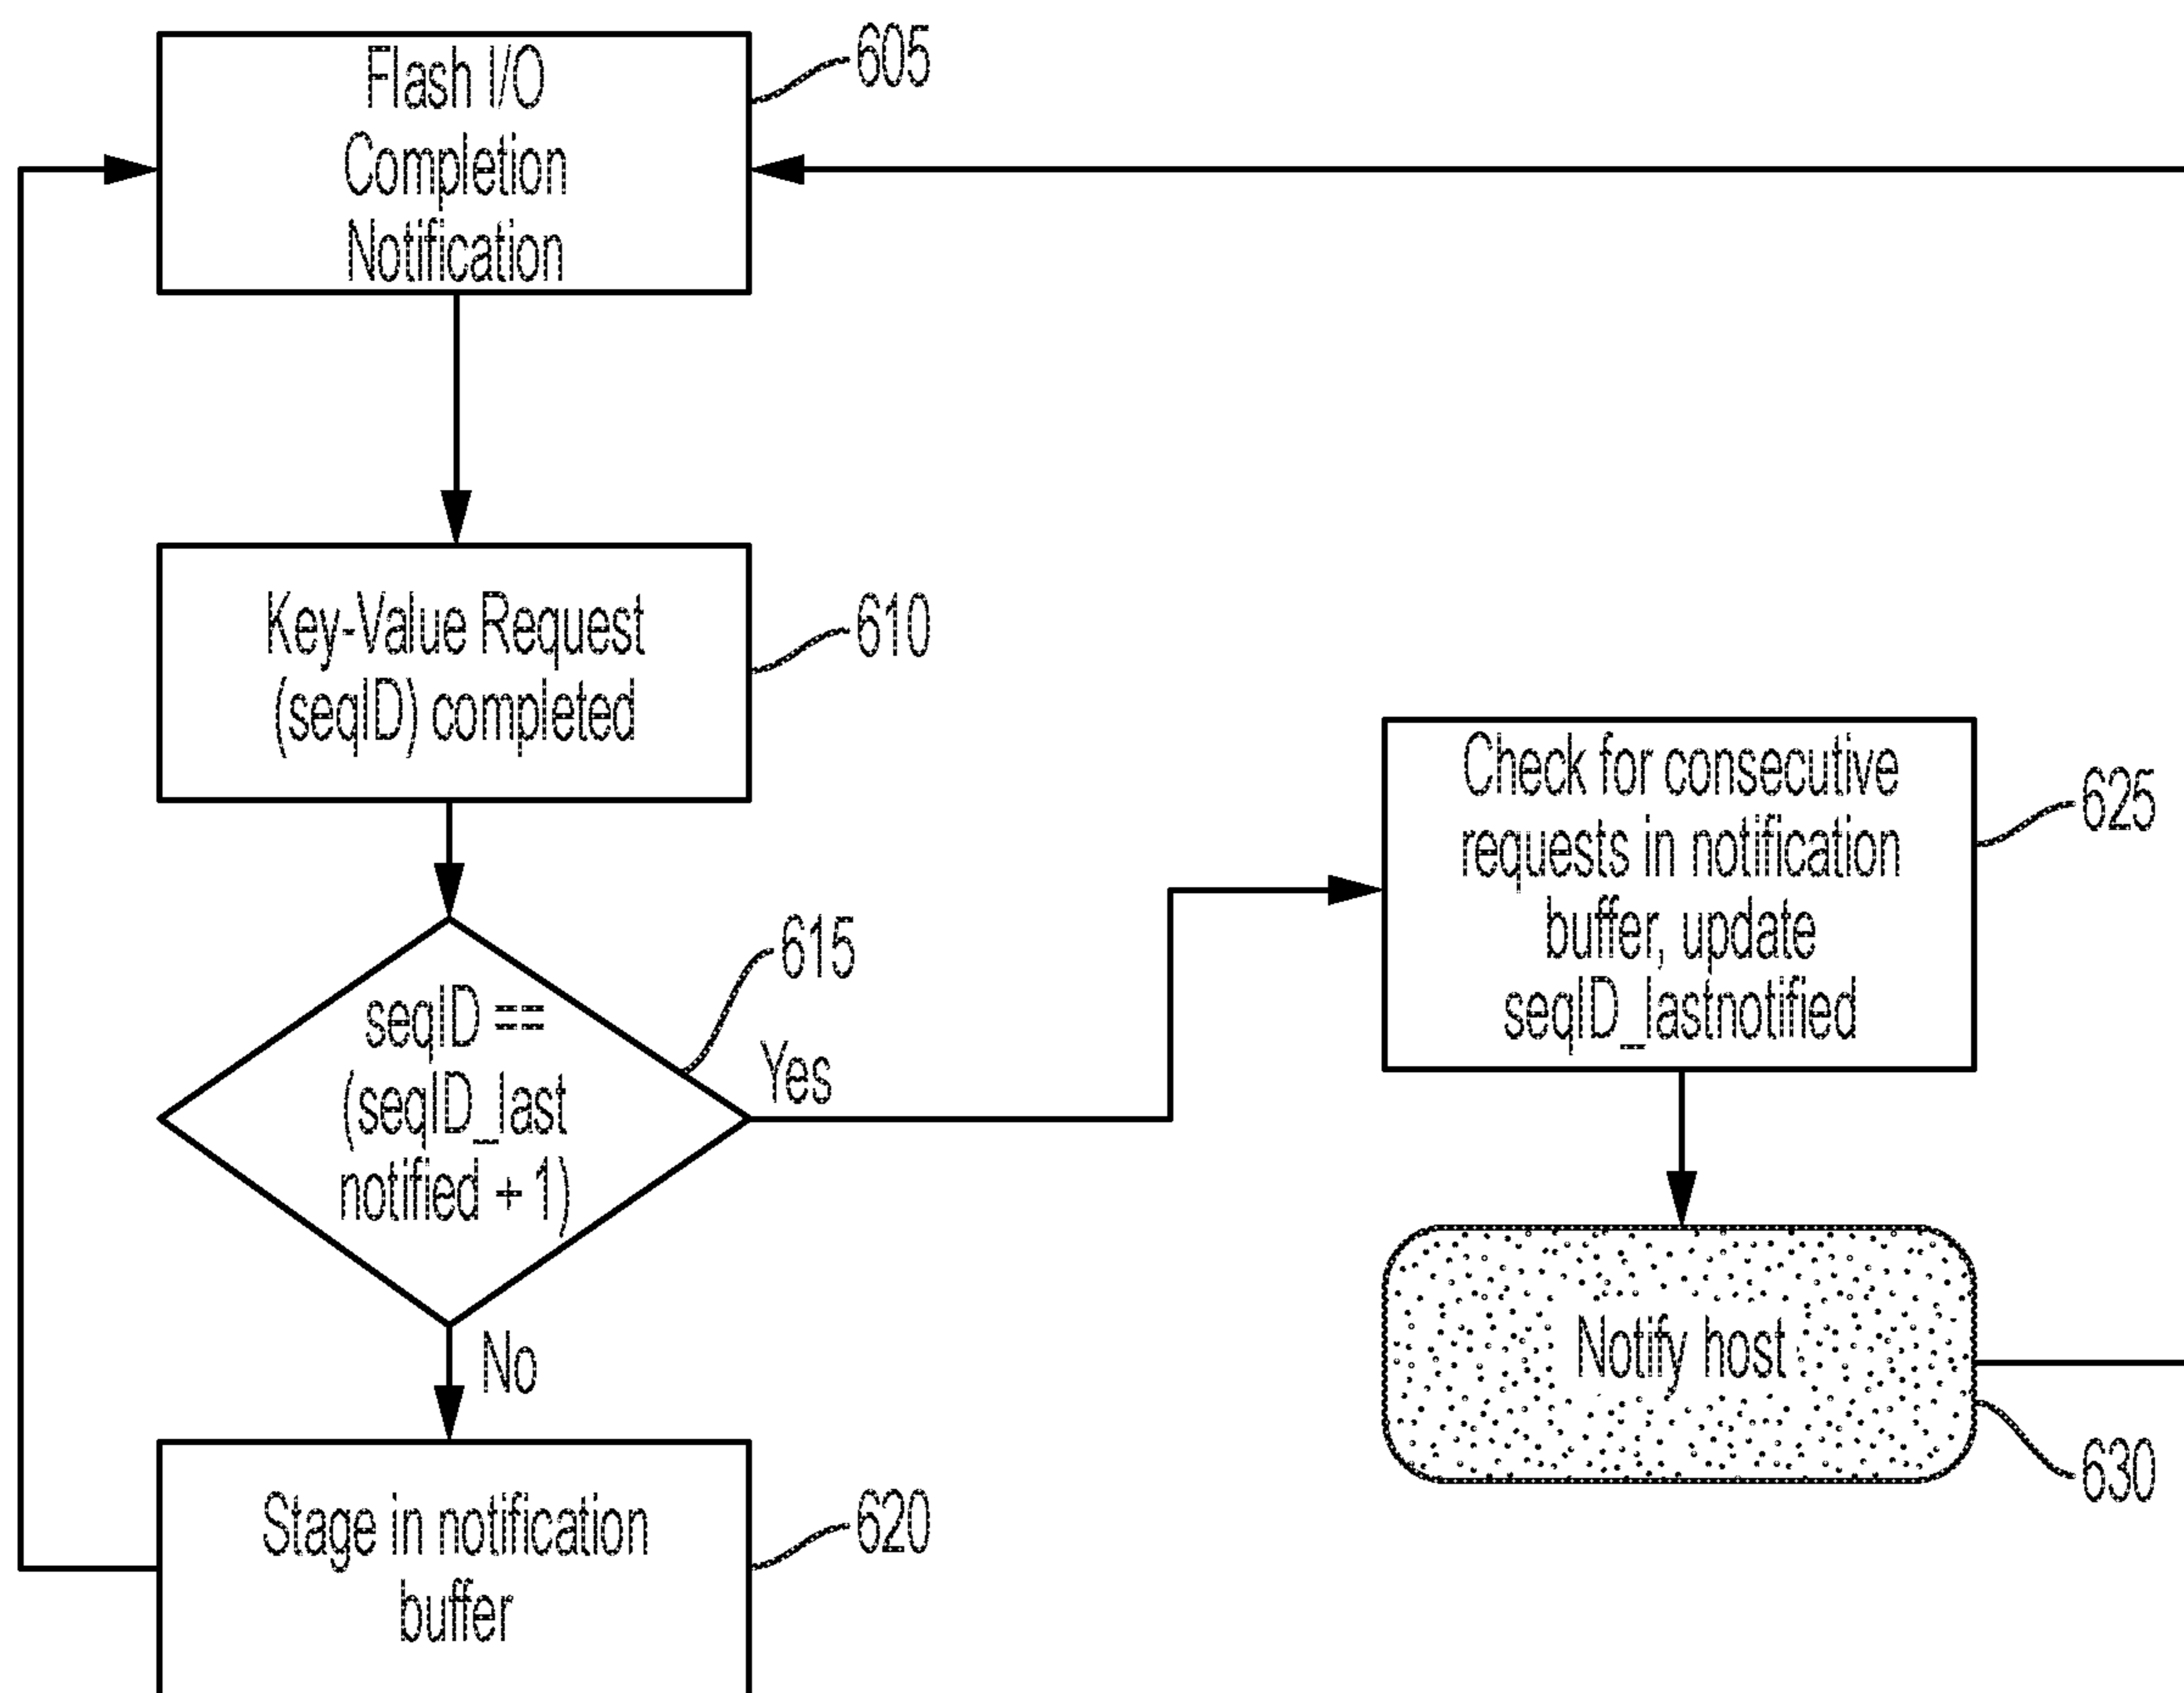 Flash I/O
Completion
Notification
605
Key-Value Request
(seqID) completed
610
seqID ==
(seqID_last
notified + 1)
615
Yes
No
Stage in notification
buffer
620
Check for consecutive
requests in notification
buffer, update
seqID_lastnotified
625
Notify host
630